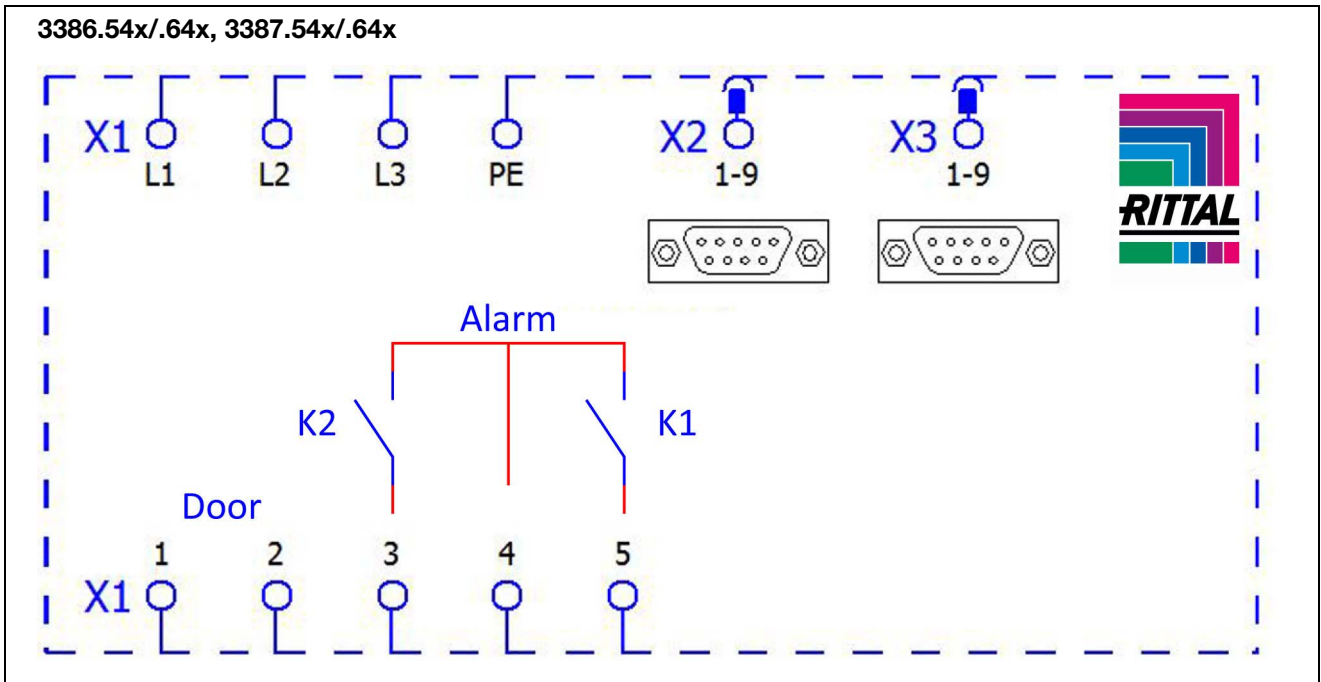 3386.54x/.64x, 3387.54x/.64x
X1 X2 X3
L1 L2 L3 PE 1-9 1-9
RITTAL
Alarm
K2 K1
Door
1 2 3 4 5
X1